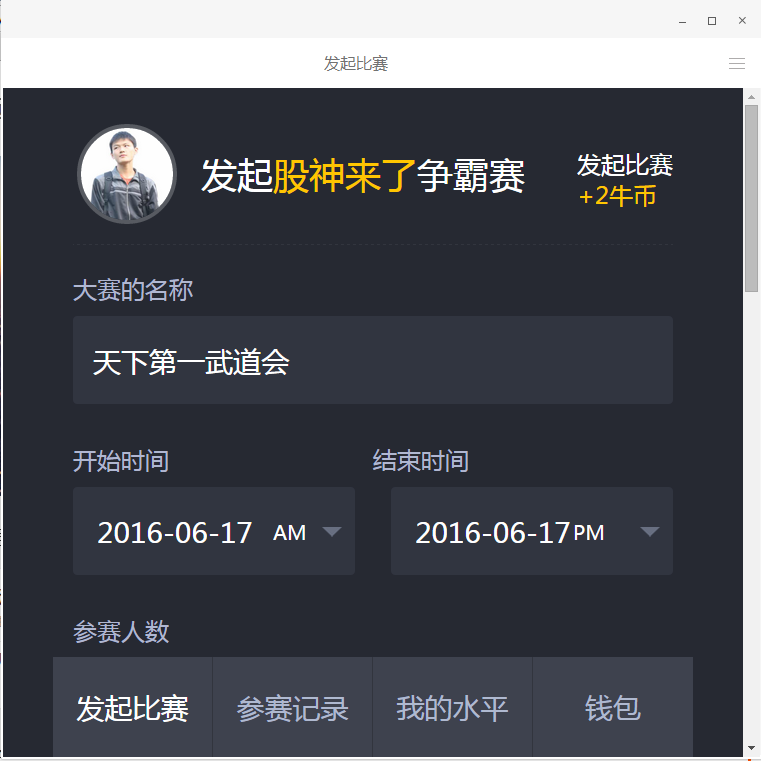 发起比赛
发起股神来了争霸赛
发起比赛
+2牛币
大赛的名称
天下第一武道会
开始时间 结束时间
2016-06-17 AM 2016-06-17 PM
参赛人数
发起比赛 参赛记录 我的水平 钱包